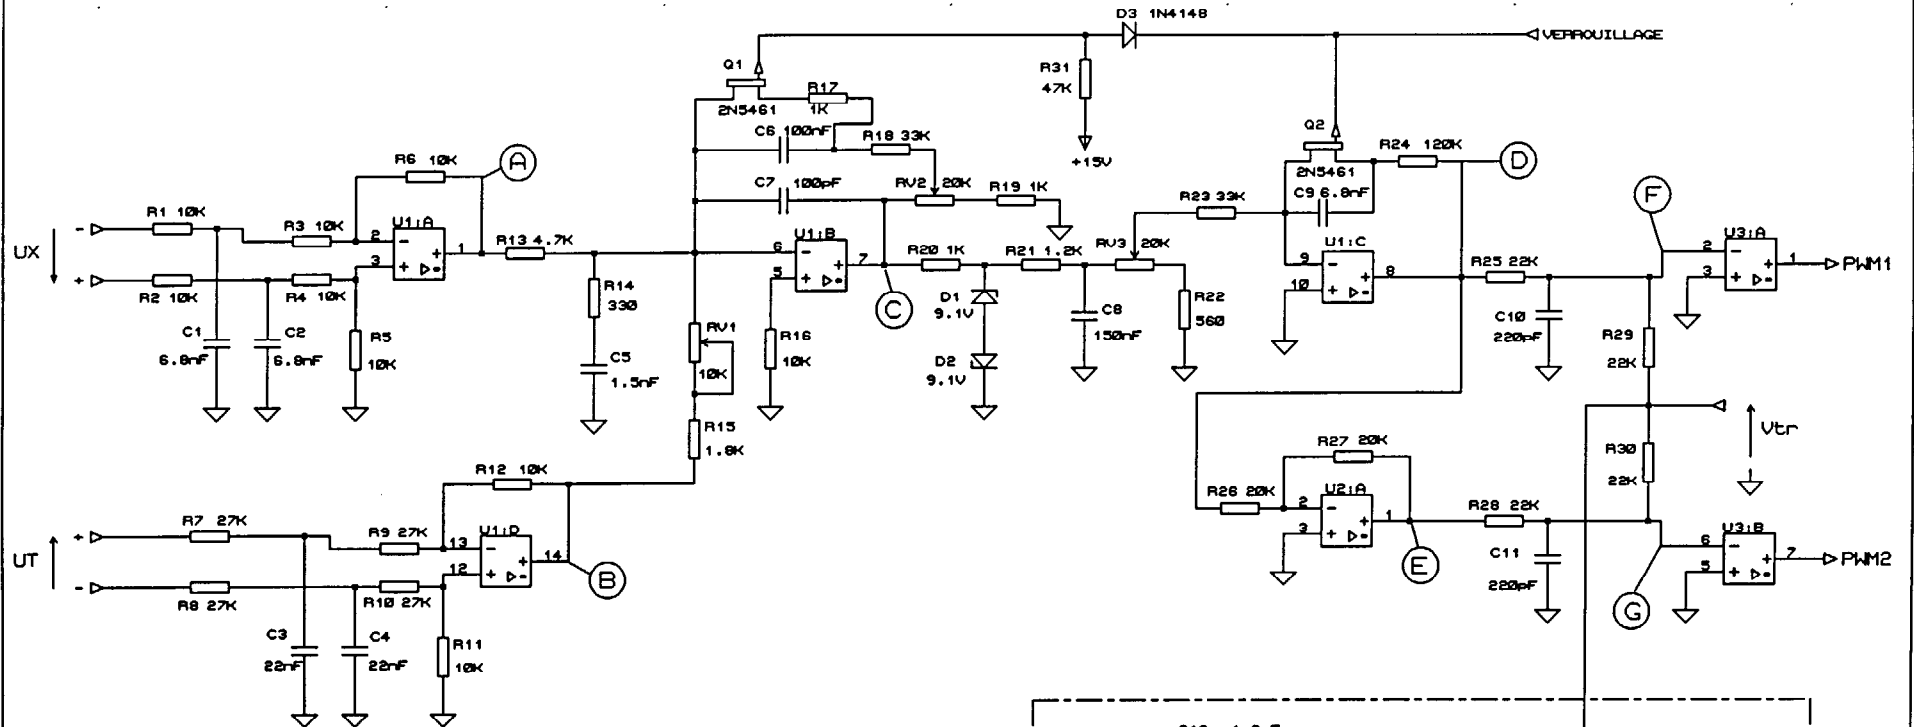 D3 1N4148
VERROUILLAGE
Q1
R31
47K
R17
1K
2N5461
C6 100nF
R18 33K
+15V
Q2
R24 120K
D
R6 10K
A
C7 100pF
RV2 20K
R19 1K
2N5461
C9 6.8nF
R23 33K
F
R1 10K
R3 10K
U1:A
R13 4.7K
U1:B
R20 1K
R21 1.2K
RV3 20K
U1:C
R25 22K
U3:A
PWM1
UX
-
+
2
3
1
6
5
7
9
10
8
2
3
1
R2 10K
R4 10K
R14
330
D1
9.1V
C
C8
150nF
R22
560
C10
220pF
R29
22K
C1
6.8nF
C2
6.8nF
R5
10K
C5
1.5nF
RV1
10K
R16
10K
D2
9.1V
R15
1.8K
Vtr
R12 10K
R27 20K
R30
22K
R26 20K
U2:A
R28 22K
U3:B
PWM2
2
3
1
6
5
7
R7 27K
R9 27K
U1:D
UT
+
-
13
12
14
B
E
C11
220pF
G
R8 27K
R10 27K
C3
22nF
C4
22nF
R11
10K